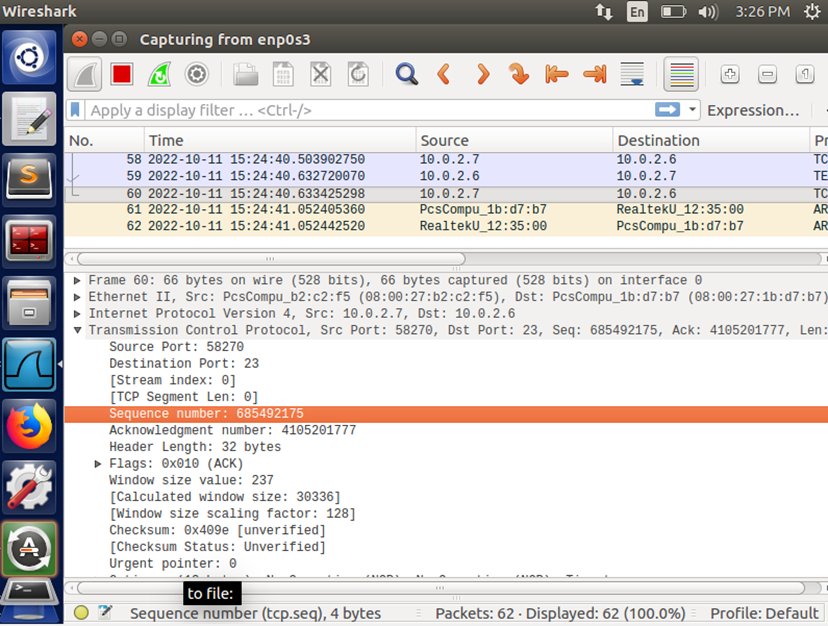 Wireshark
En
3:26 PM
Capturing from enp0s3
Apply a display filter … <Ctrl-/>
Expression…
No. Time Source Destination
58 2022-10-11 15:24:40.503902750 10.0.2.7 10.0.2.6 TC
59 2022-10-11 15:24:40.632720070 10.0.2.6 10.0.2.7 TE
60 2022-10-11 15:24:40.633425298 10.0.2.7 10.0.2.6 TC
61 2022-10-11 15:24:41.052405360 PcsCompu_1b:d7:b7 RealtekU_12:35:00 AR
62 2022-10-11 15:24:41.052442520 RealtekU_12:35:00 PcsCompu_1b:d7:b7 AR
Frame 60: 66 bytes on wire (528 bits), 66 bytes captured (528 bits) on interface 0
Ethernet II, Src: PcsCompu_b2:c2:f5 (08:00:27:b2:c2:f5), Dst: PcsCompu_1b:d7:b7 (08:00:27:1b:d7:b7)
Internet Protocol Version 4, Src: 10.0.2.7, Dst: 10.0.2.6
Transmission Control Protocol, Src Port: 58270, Dst Port: 23, Seq: 685492175, Ack: 4105201777, Len:
Source Port: 58270
Destination Port: 23
[Stream index: 0]
[TCP Segment Len: 0]
Sequence number: 685492175
Acknowledgment number: 4105201777
Header Length: 32 bytes
Flags: 0x010 (ACK)
Window size value: 237
[Calculated window size: 30336]
[Window size scaling factor: 128]
Checksum: 0x409e [unverified]
[Checksum Status: Unverified]
Urgent pointer: 0
to file:
Sequence number (tcp.seq), 4 bytes
Packets: 62 · Displayed: 62 (100.0%)
Profile: Default